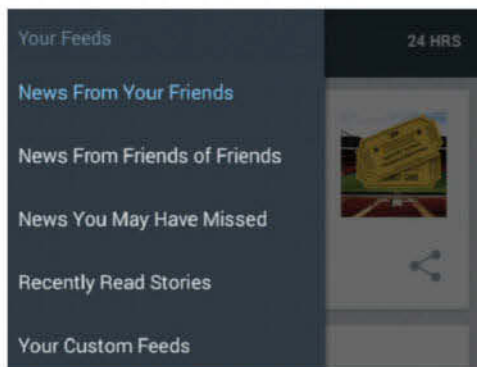 Your Feeds
24 HRS
News From Your Friends
News From Friends of Friends
News You May Have Missed
Recently Read Stories
Your Custom Feeds